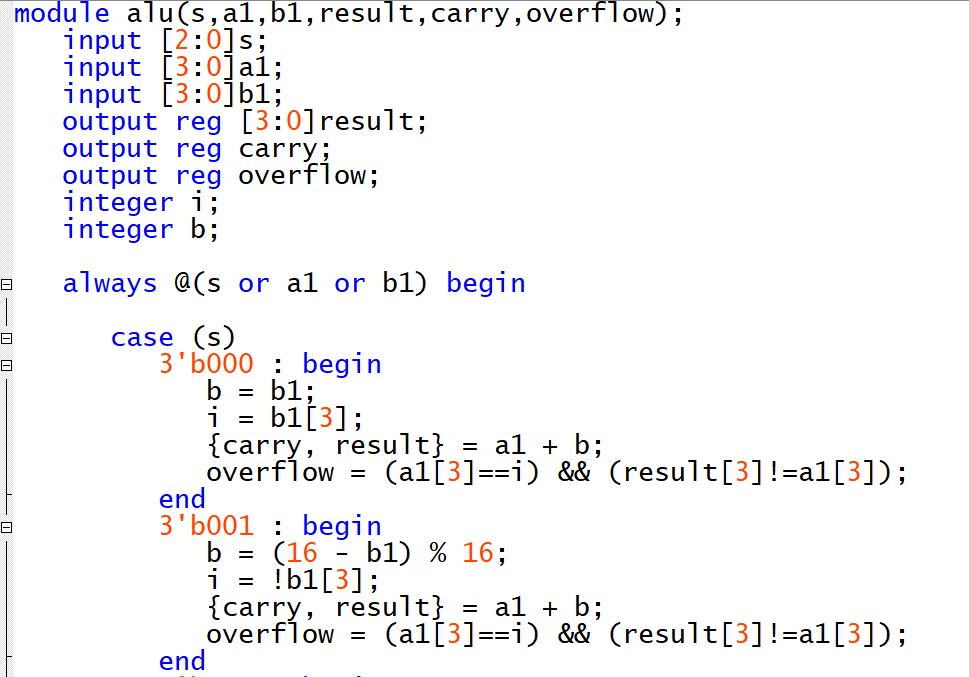 module alu(s,a1,b1,result,carry,overflow);
input [2:0]s;
input [3:0]a1;
input [3:0]b1;
output reg [3:0]result;
output reg carry;
output reg overflow;
integer i;
integer b;
always @(s or a1 or b1) begin
case (s)
3'b000 : begin
b = b1;
i = b1[3];
{carry, result} = a1 + b;
overflow = (a1[3]==i) && (result[3]!=a1[3]);
end
3'b001 : begin
b = (16 - b1) % 16;
i = !b1[3];
{carry, result} = a1 + b;
overflow = (a1[3]==i) && (result[3]!=a1[3]);
end